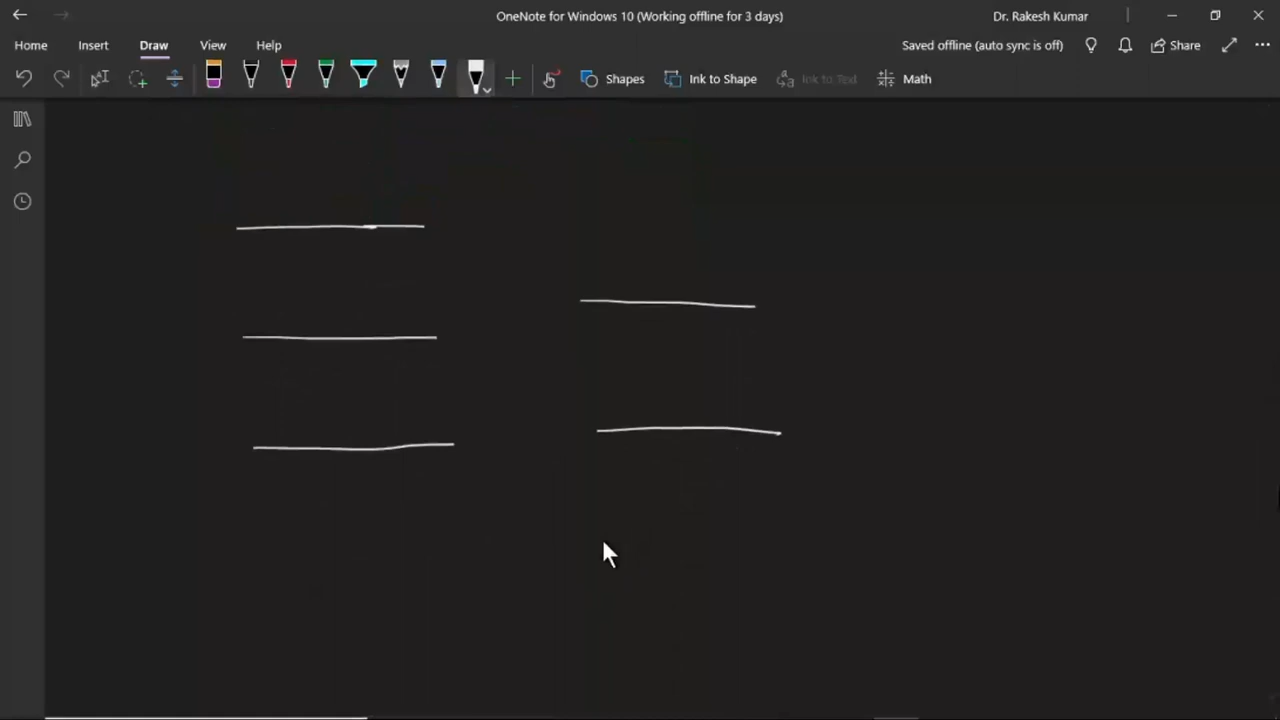 OneNote for Windows 10 (Working offline for 3 days) Dr. Rakesh Kumar
Home Insert Draw View Help Saved offline (auto sync is off) Share
Shapes Ink to Shape Ink to Text Math